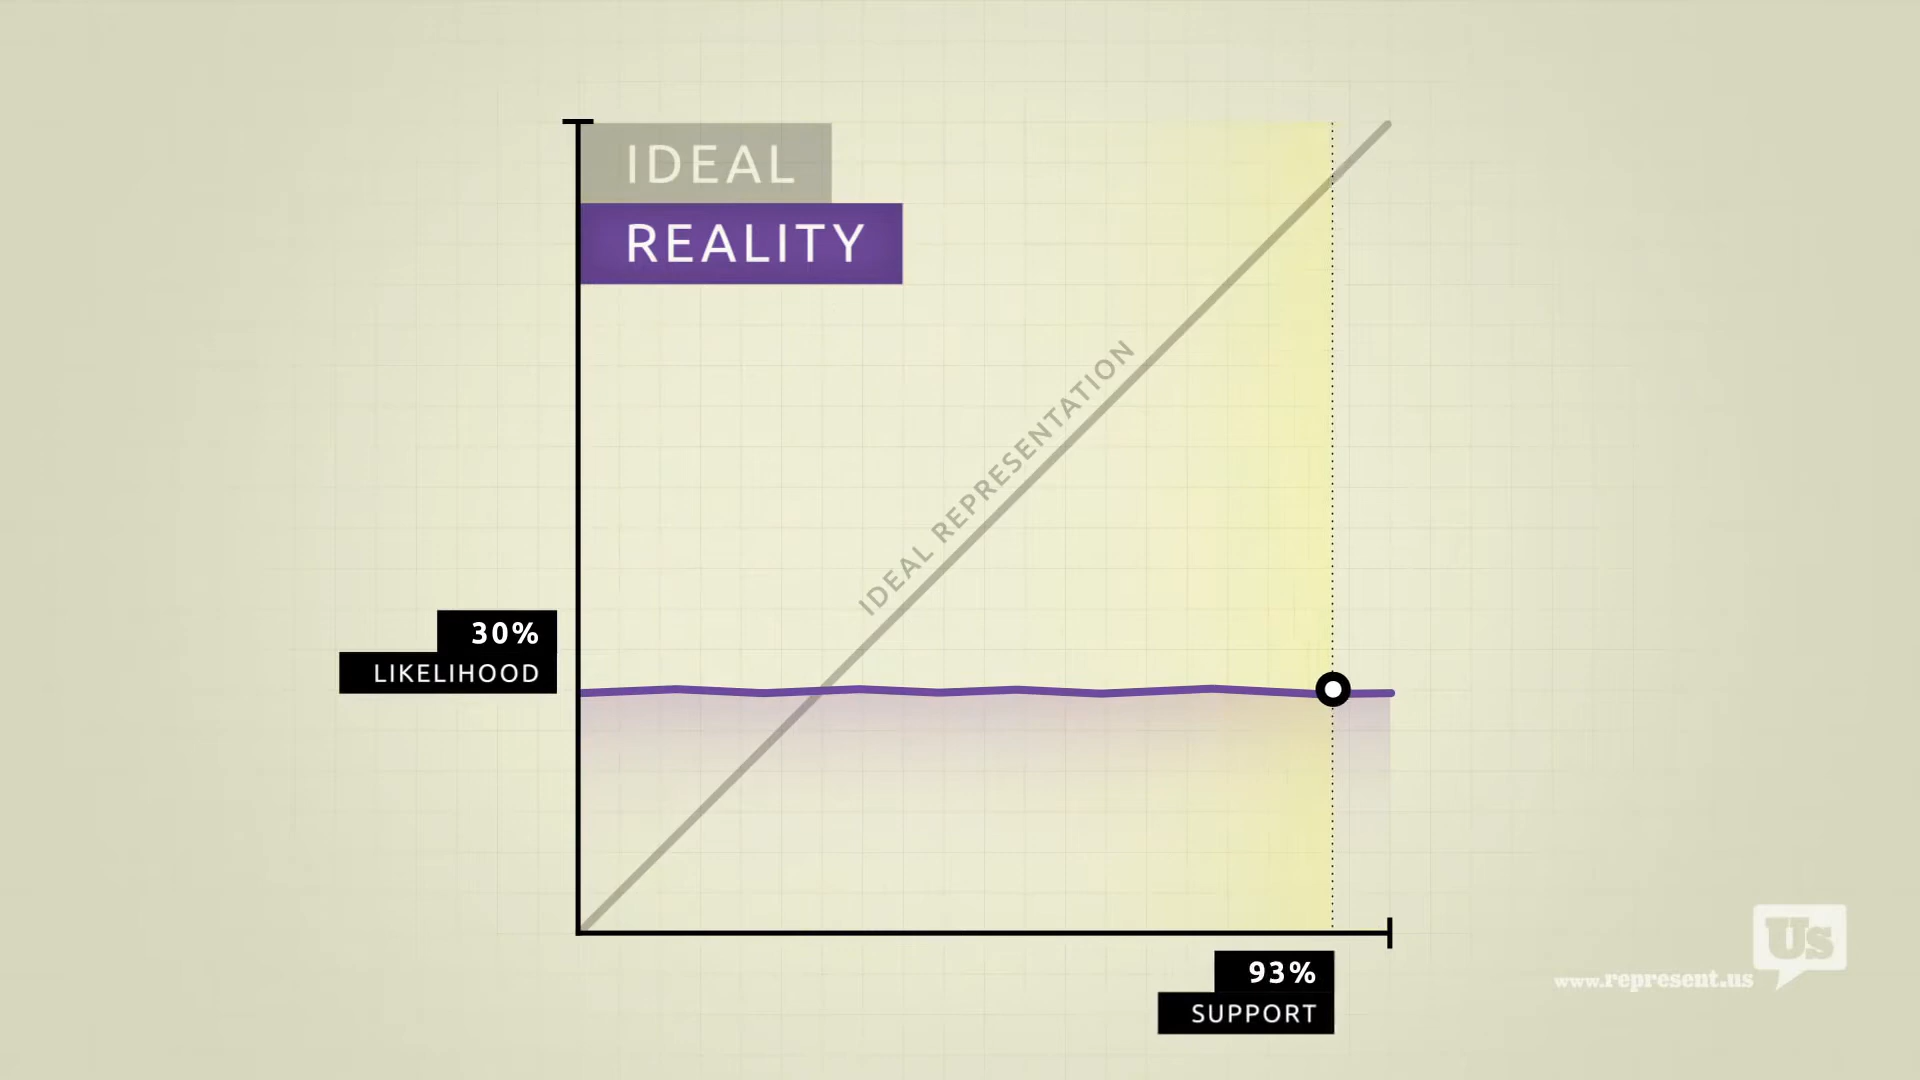 IDEAL
REALITY
IDEAL REPRESENTATION
30%
LIKELIHOOD
93%
SUPPORT
Us
www.represent.us